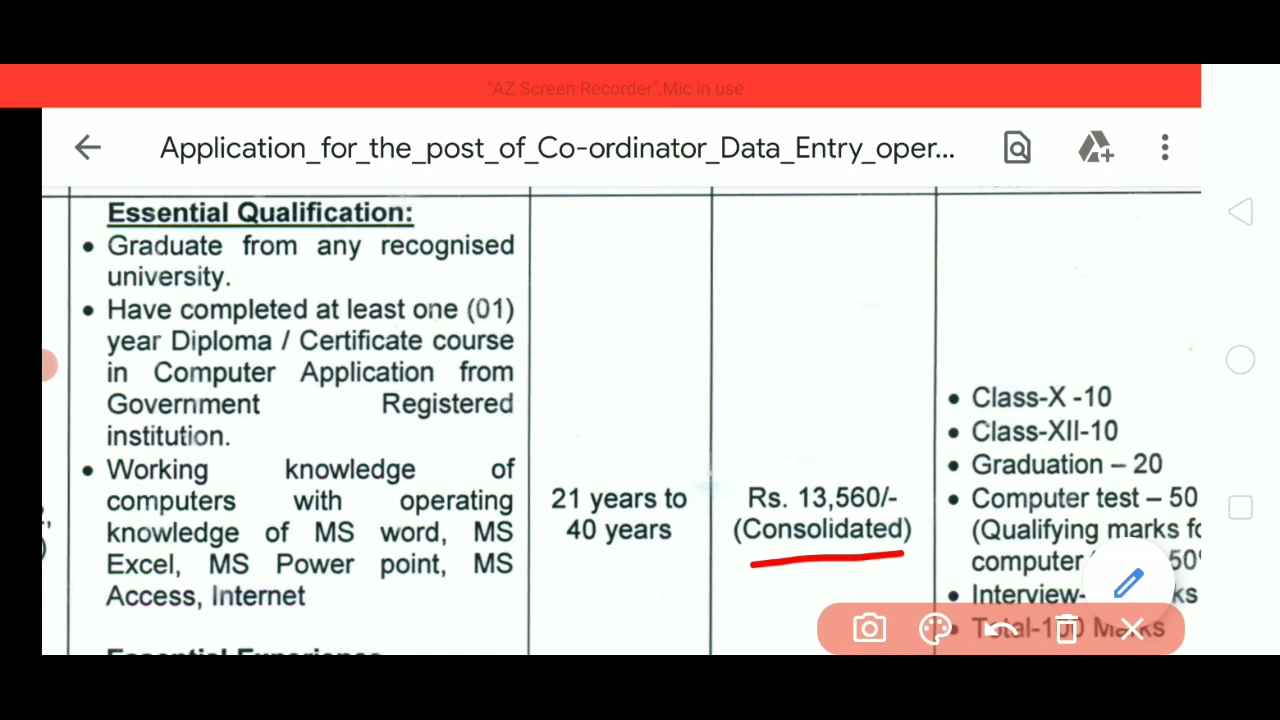 "AZ Screen Recorder",Mic in use
Application_for_the_post_of_Co-ordinator_Data_Entry_oper...
Essential Qualification:
• Graduate from any recognised
university.
• Have completed at least one (01)
year Diploma / Certificate course
in Computer Application from
Government Registered
institution.
• Working knowledge of
computers with operating
knowledge of MS word, MS
Excel, MS Power point, MS
Access, Internet
21 years to
40 years
Rs. 13,560/-
(Consolidated)
• Class-X -10
• Class-XII-10
• Graduation – 20
• Computer test – 50
(Qualifying marks
computer
• Interview-
• Total-100 Marks